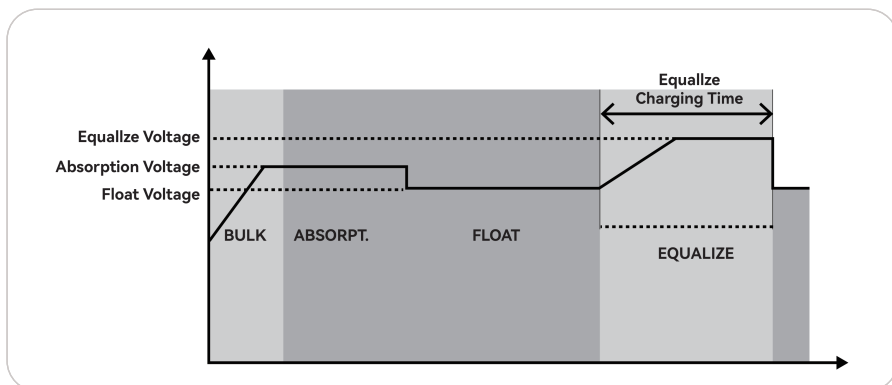 Equallze
Charging Time
Equallze Voltage
Absorption Voltage
Float Voltage
BULK
ABSORPT.
FLOAT
EQUALIZE